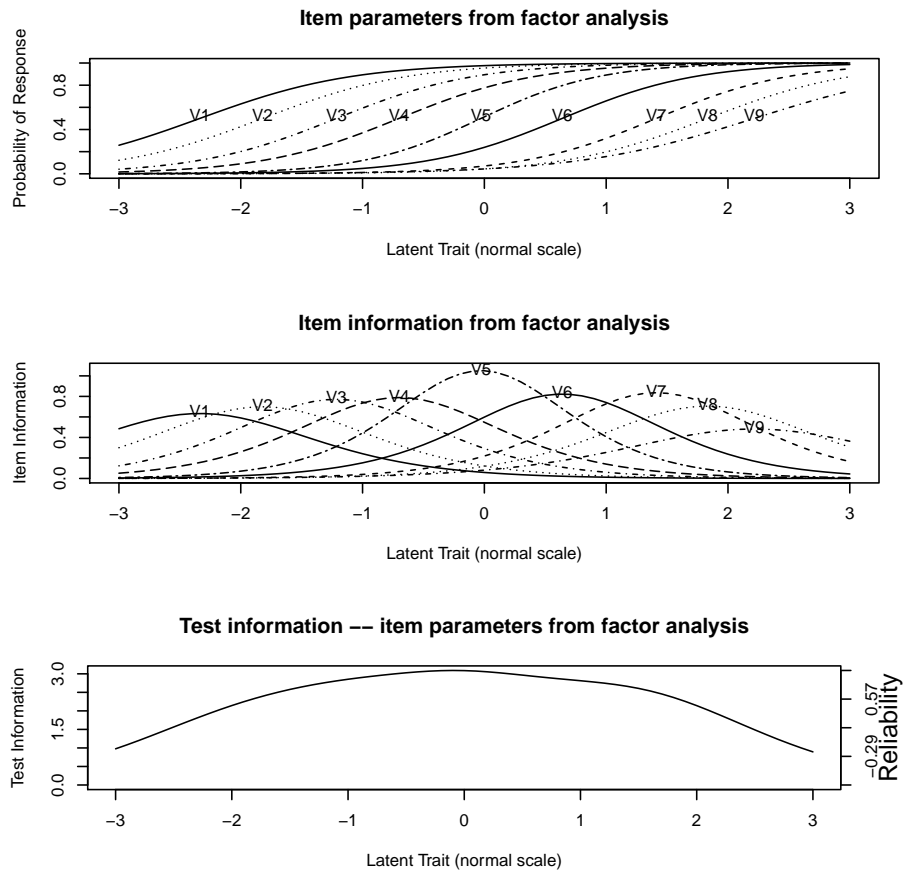 Item parameters from factor analysis
Probability of Response
0.0 0.4 0.8
V1 V2 V3 V4 V5 V6 V7 V8 V9
−3 −2 −1 0 1 2 3
Latent Trait (normal scale)
Item information from factor analysis
Item Information
0.0 0.4 0.8
V1 V2 V3 V4 V5 V6 V7 V8 V9
−3 −2 −1 0 1 2 3
Latent Trait (normal scale)
Test information −− item parameters from factor analysis
Test Information
0.0 1.5 3.0
−3 −2 −1 0 1 2 3
−0.29 0.57
Reliability
Latent Trait (normal scale)